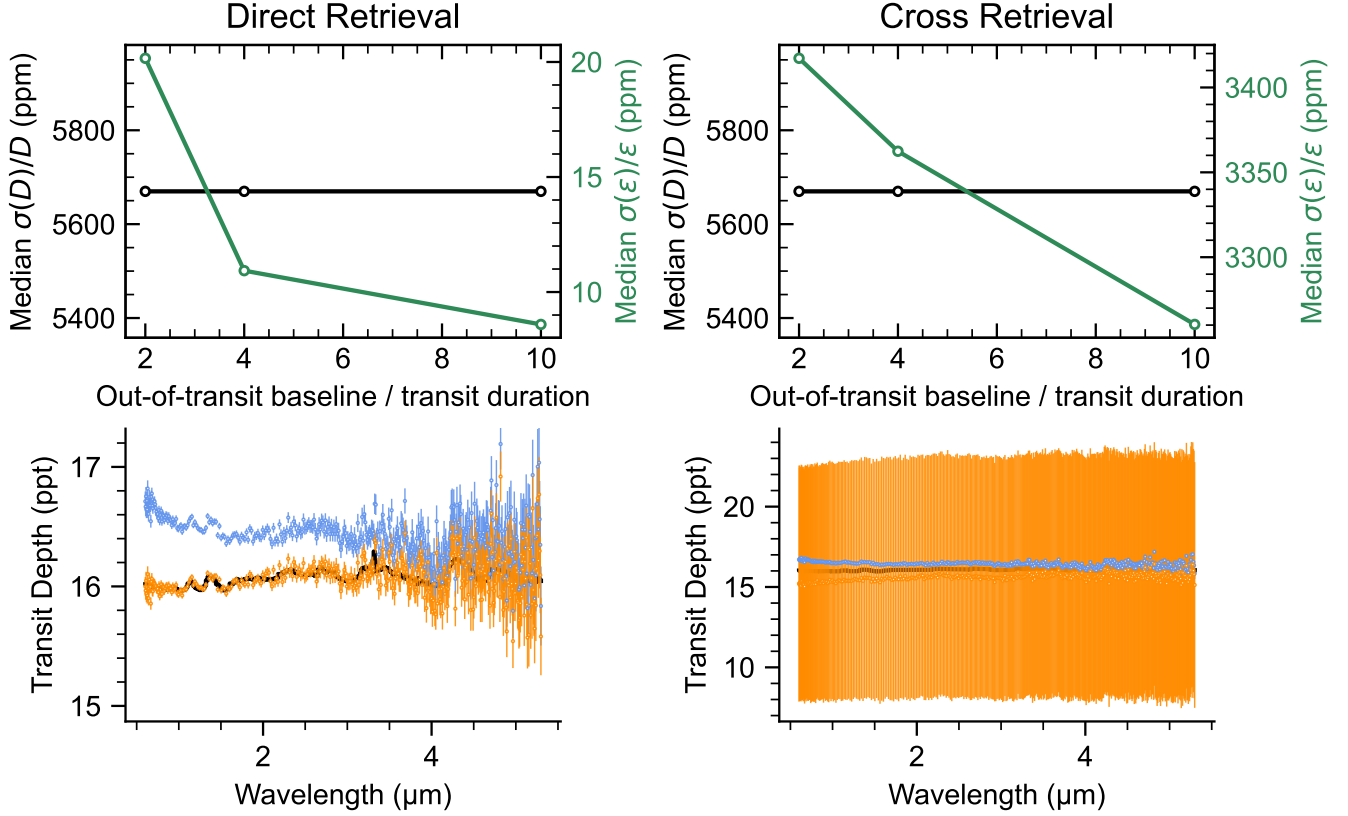 Direct Retrieval
Cross Retrieval
Median σ(D)/D (ppm)
5800
5600
5400
20
15
10
Median σ(ε)/ε (ppm)
2 4 6 8 10
Out-of-transit baseline / transit duration
Median σ(D)/D (ppm)
5800
5600
5400
3400
3350
3300
Median σ(ε)/ε (ppm)
2 4 6 8 10
Out-of-transit baseline / transit duration
Transit Depth (ppt)
17
16
15
2 4
Wavelength (μm)
Transit Depth (ppt)
20
15
10
2 4
Wavelength (μm)